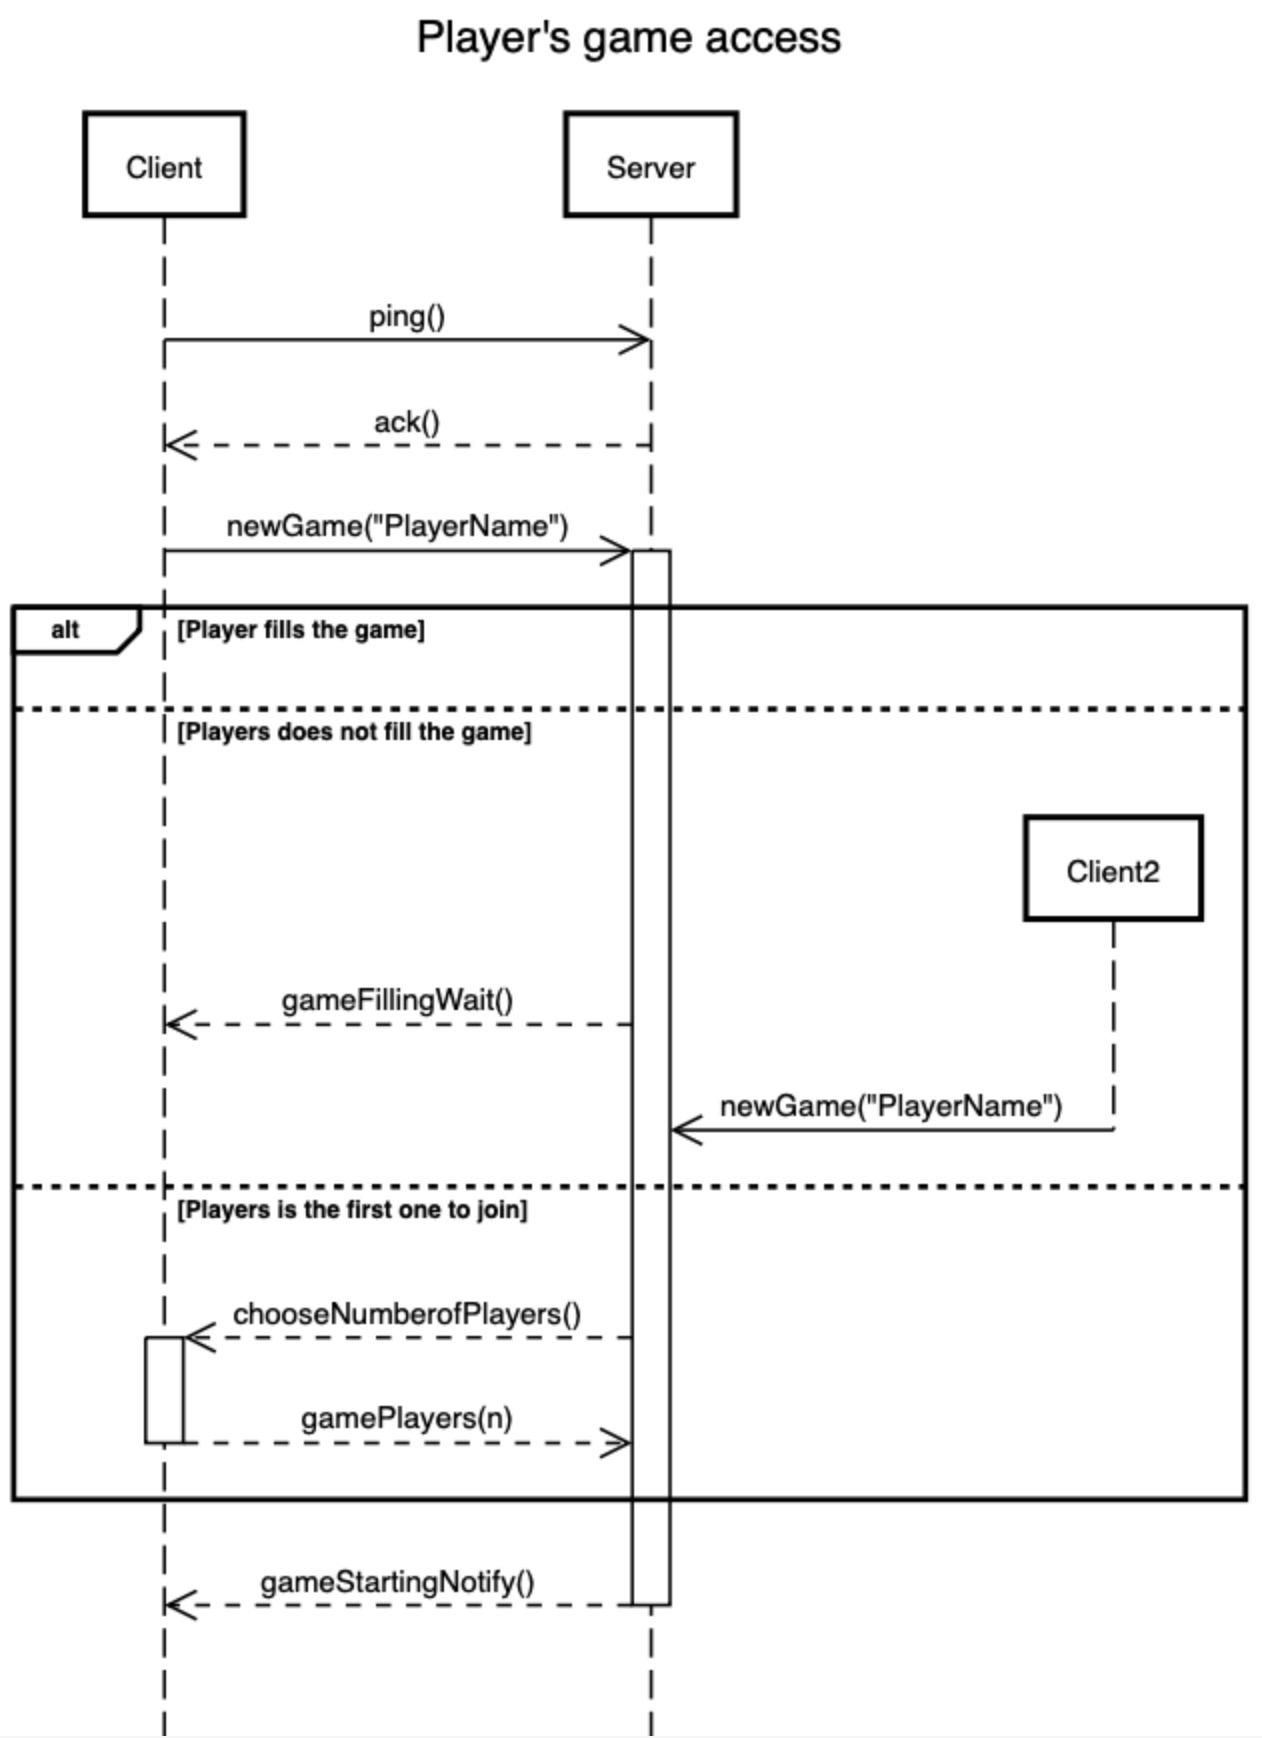 Player's game access
Client
Server
ping()
ack()
newGame("PlayerName")
alt
[Player fills the game]
[Players does not fill the game]
Client2
gameFillingWait()
newGame("PlayerName")
[Players is the first one to join]
chooseNumberofPlayers()
gamePlayers(n)
gameStartingNotify()